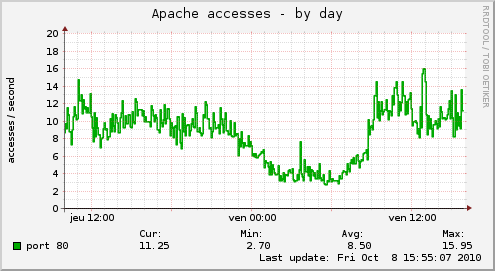 Apache accesses - by day
RRDTOOL / TOBI OETIKER
accesses / second
20
18
16
14
12
10
8
6
4
2
0
jeu 12:00 ven 00:00 ven 12:00
Cur: Min: Avg: Max:
port 80 11.25 2.70 8.50 15.95
Last update: Fri Oct 8 15:55:07 2010